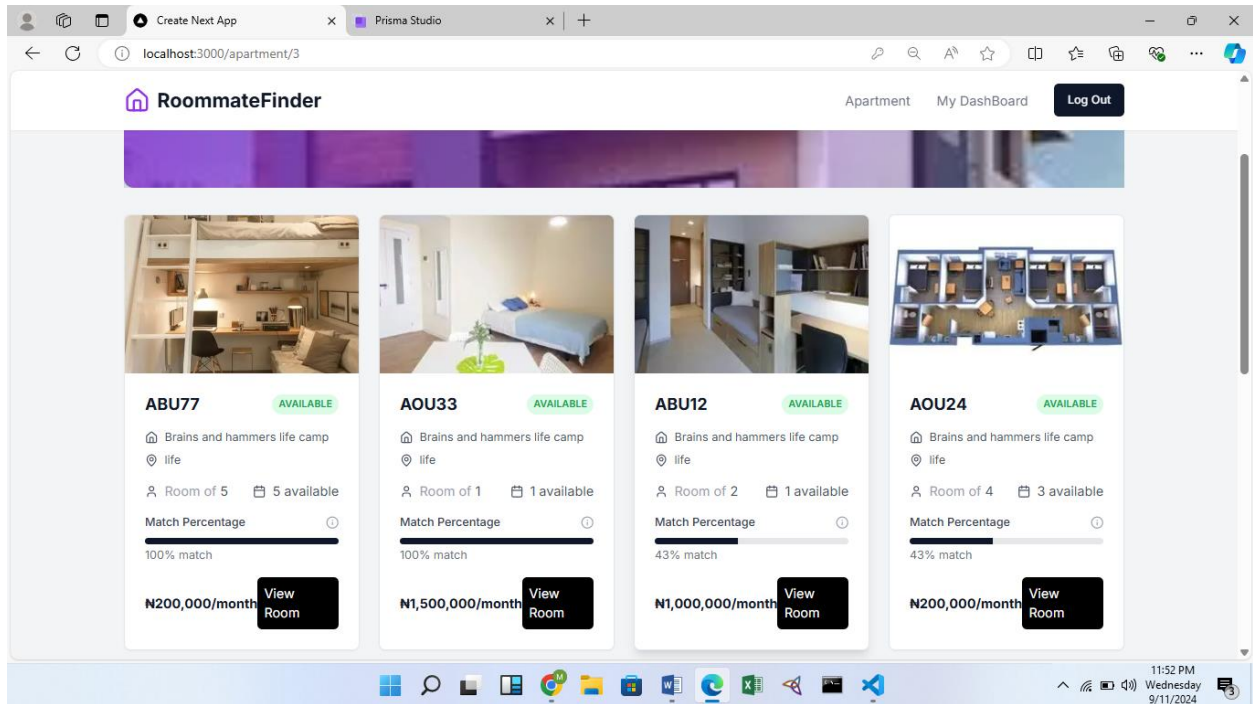 Create Next App
Prisma Studio
localhost:3000/apartment/3
RoommateFinder
Apartment
My DashBoard
Log Out
ABU77
AVAILABLE
Brains and hammers life camp
life
Room of 5
5 available
Match Percentage
100% match
₦200,000/month
View
Room
AOU33
AVAILABLE
Brains and hammers life camp
life
Room of 1
1 available
Match Percentage
100% match
₦1,500,000/month
View
Room
ABU12
AVAILABLE
Brains and hammers life camp
life
Room of 2
1 available
Match Percentage
43% match
₦1,000,000/month
View
Room
AOU24
AVAILABLE
Brains and hammers life camp
life
Room of 4
3 available
Match Percentage
43% match
₦200,000/month
View
Room
11:52 PM
Wednesday
9/11/2024
3